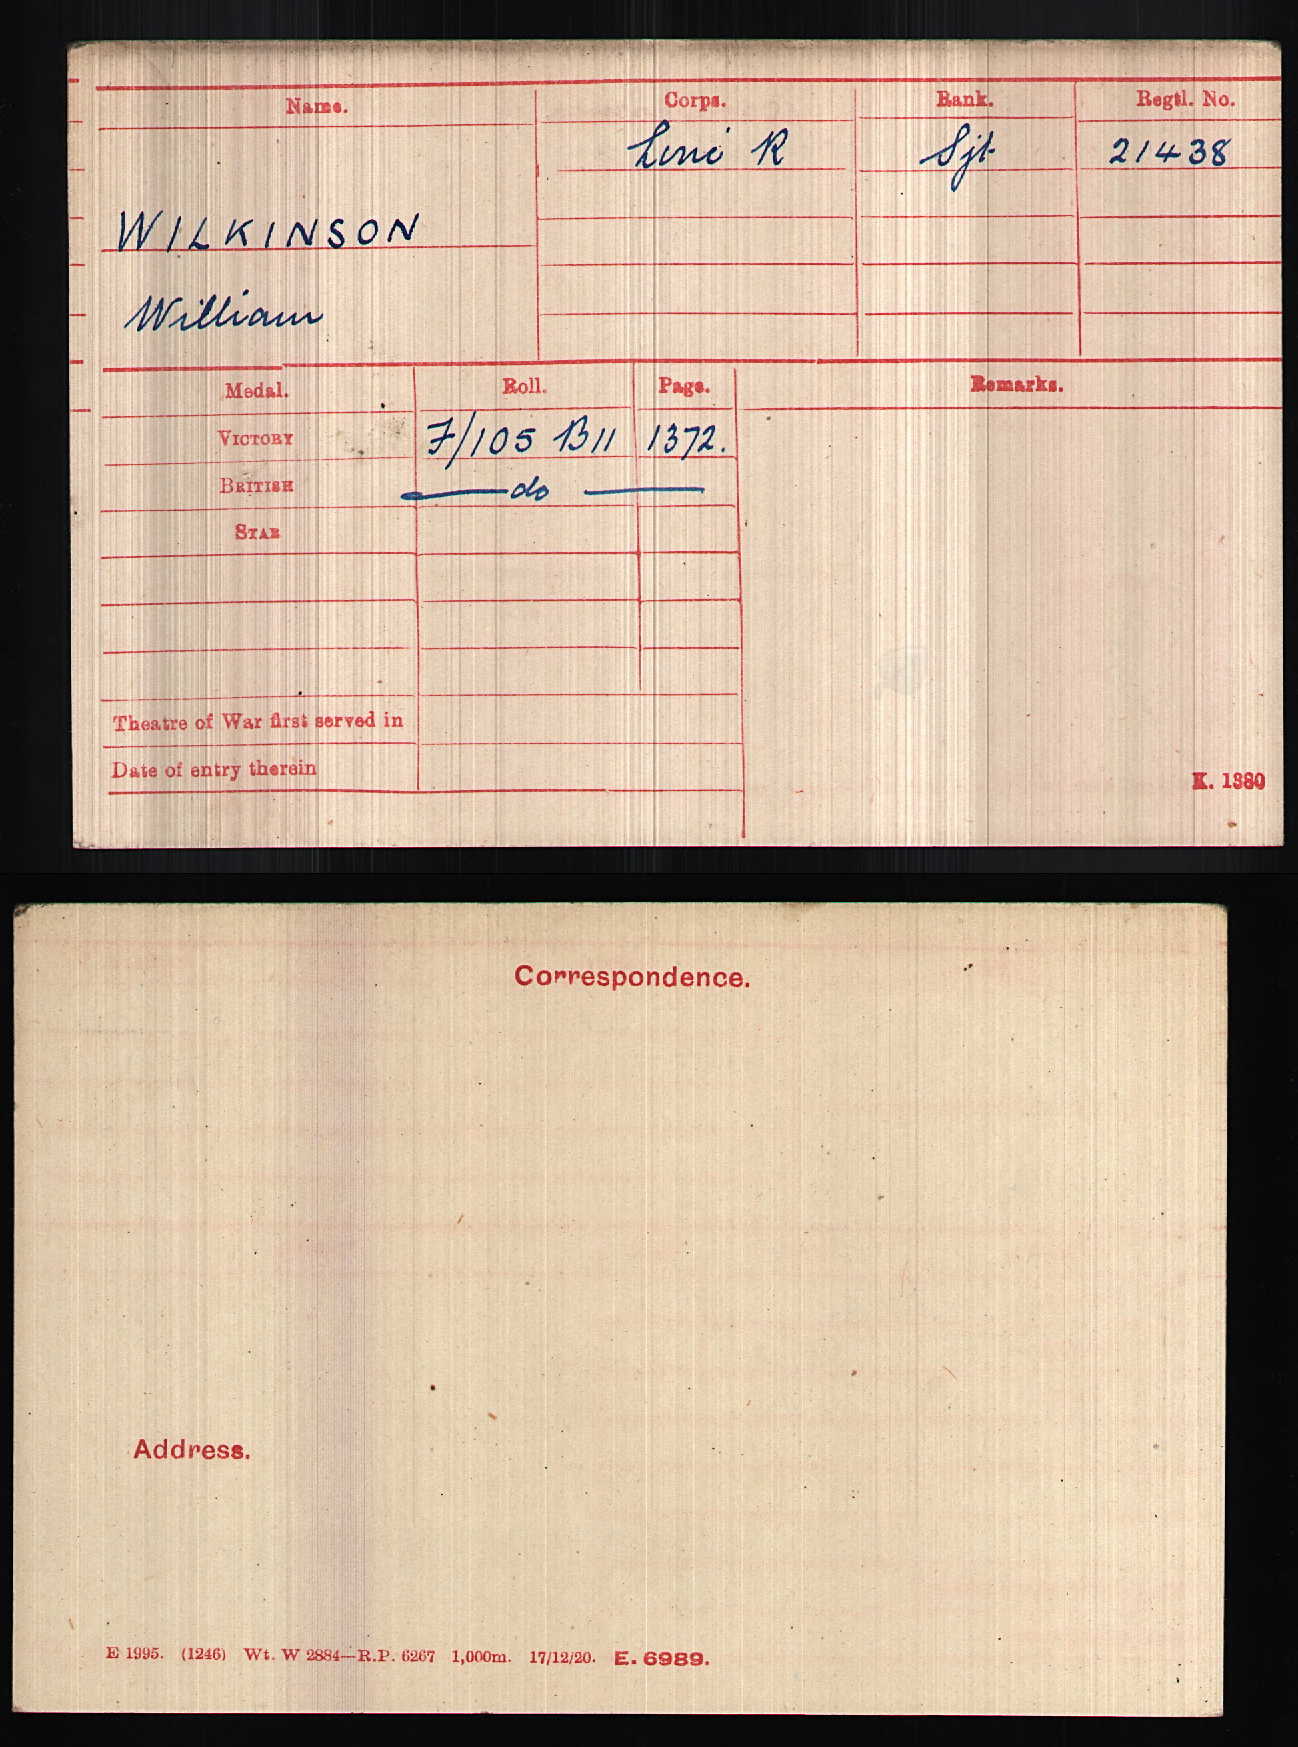 Name. Corps. Rank. Regtl. No.
Linc R Sjt 21438
WILKINSON
William
Medal. Roll. Page. Remarks.
VICTORY F/105 B11 1372.
BRITISH —do—
STAR
Theatre of War first served in
Date of entry therein
K. 1380
Correspondence.
Address.
E 1995. (1246) Wt. W 2884—R.P. 6267 1,000m. 17/12/20. E. 6989.